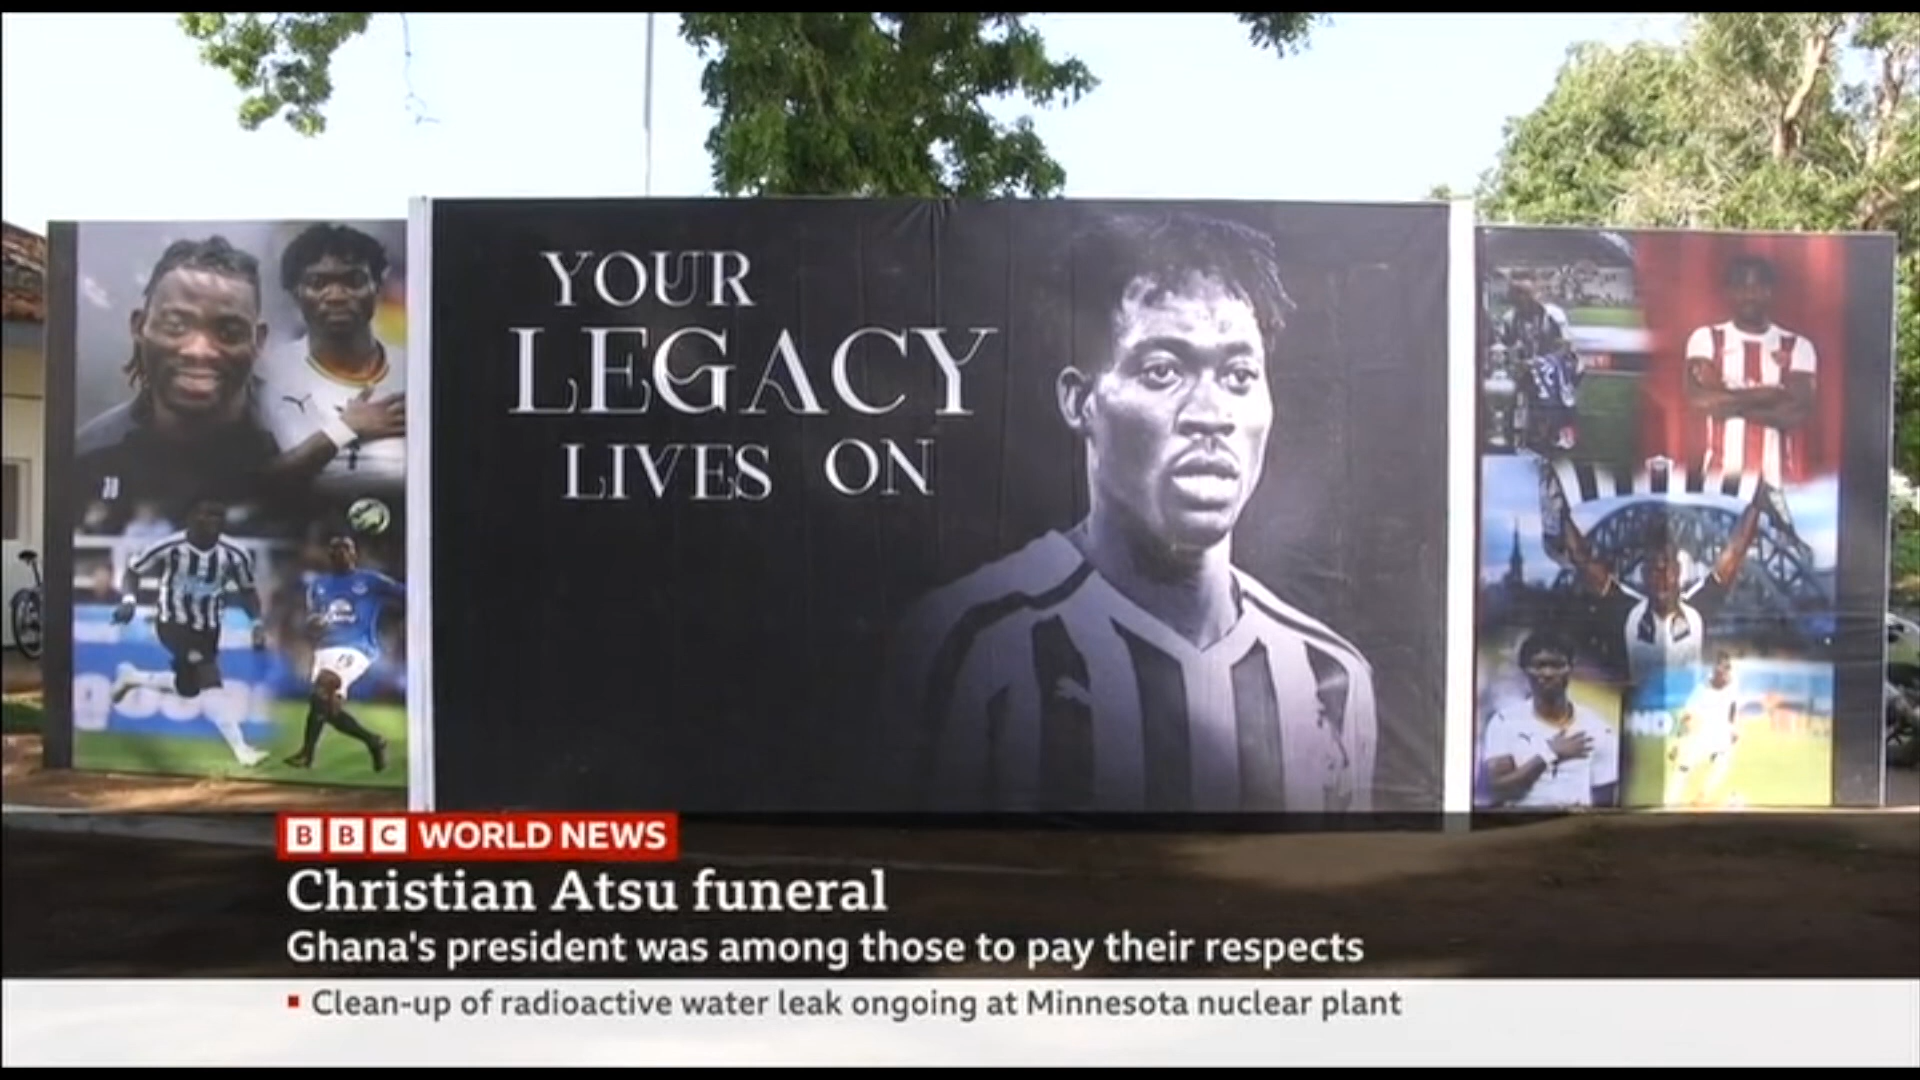 YOUR
LEGACY
LIVES ON
BBC WORLD NEWS
Christian Atsu funeral
Ghana's president was among those to pay their respects
Clean-up of radioactive water leak ongoing at Minnesota nuclear plant